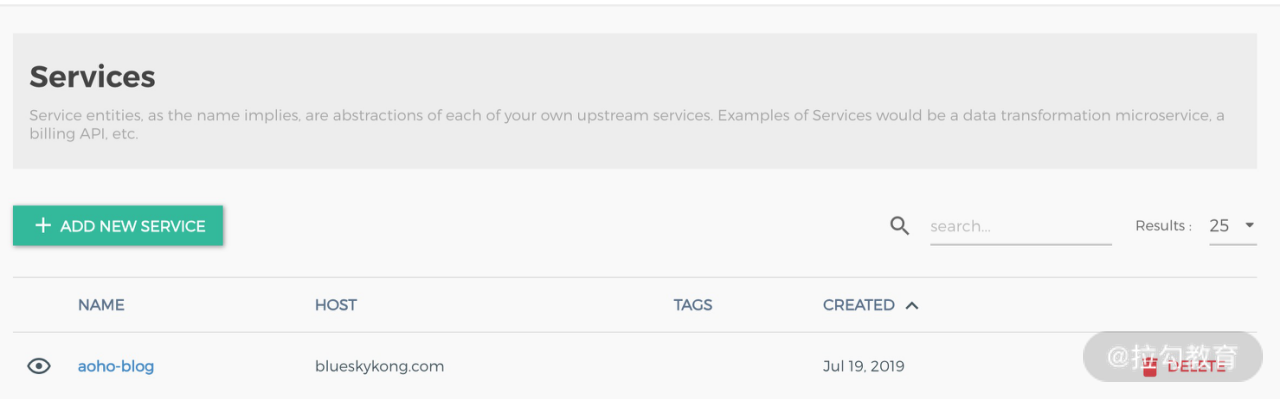 Services
Service entities, as the name implies, are abstractions of each of your own upstream services. Examples of Services would be a data transformation microservice, a
billing API, etc.
ADD NEW SERVICE
search...
Results :
25
NAME HOST TAGS CREATED
aoho-blog blueskykong.com Jul 19, 2019 DELETE
@拉勾教育